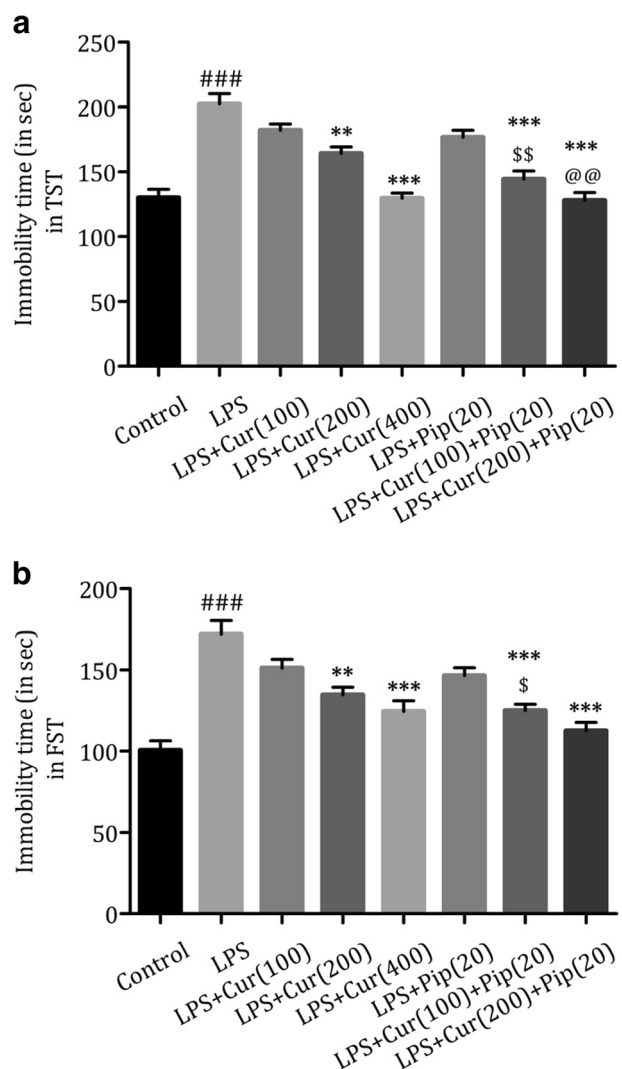 a
Immobility time (in sec)
in TST
250
200
150
100
50
0
###
**
***
***
$$
***
@@
Control
LPS
LPS+Cur(100)
LPS+Cur(200)
LPS+Cur(400)
LPS+Pip(20)
LPS+Cur(100)+Pip(20)
LPS+Cur(200)+Pip(20)
b
Immobility time (in sec)
in FST
200
150
100
50
0
###
**
***
***
$
***
Control
LPS
LPS+Cur(100)
LPS+Cur(200)
LPS+Cur(400)
LPS+Pip(20)
LPS+Cur(100)+Pip(20)
LPS+Cur(200)+Pip(20)